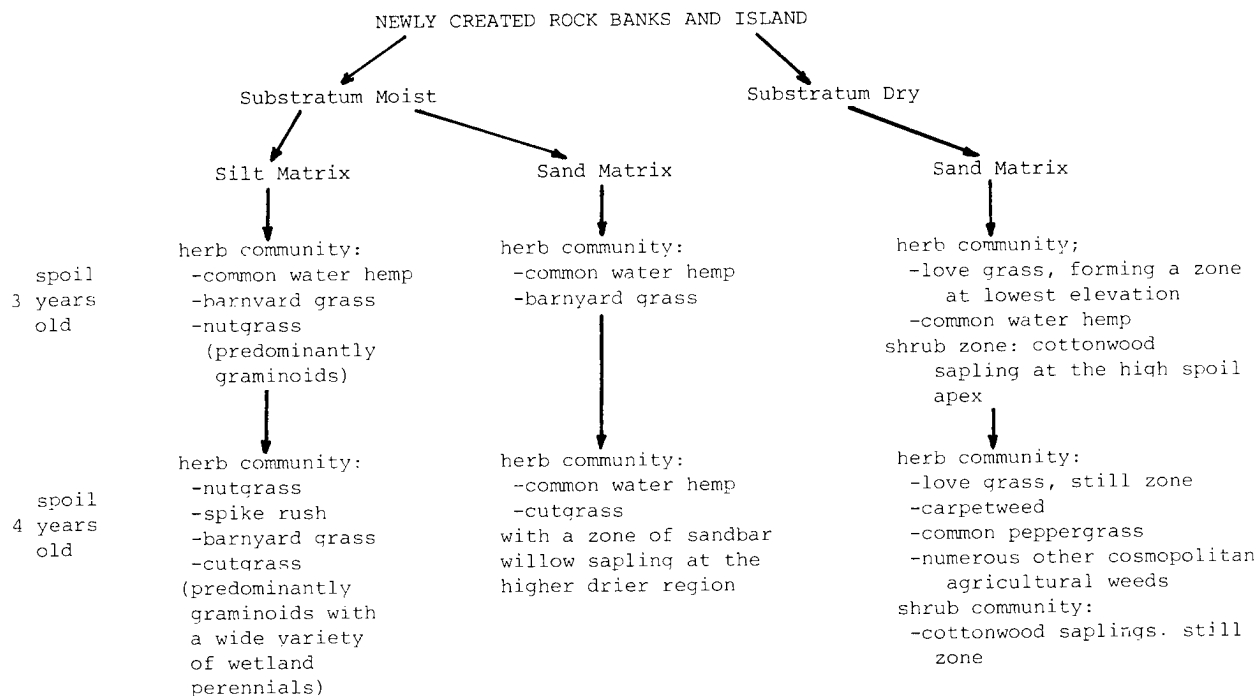 NEWLY CREATED ROCK BANKS AND ISLAND
Substratum Moist
Substratum Dry
Silt Matrix
Sand Matrix
Sand Matrix
spoil
3 years
old
herb community:
-common water hemp
-barnyard grass
-nutgrass
(predominantly
graminoids)
herb community:
-common water hemp
-barnyard grass
herb community;
-love grass, forming a zone
at lowest elevation
-common water hemp
shrub zone: cottonwood
sapling at the high spoil
apex
spoil
4 years
old
herb community:
-nutgrass
-spike rush
-barnyard grass
-cutgrass
(predominantly
graminoids with
a wide variety
of wetland
perennials)
herb community:
-common water hemp
-cutgrass
with a zone of sandbar
willow sapling at the
higher drier region
herb community:
-love grass, still zone
-carpetweed
-common peppergrass
-numerous other cosmopolitan
agricultural weeds
shrub community:
-cottonwood saplings. still
zone